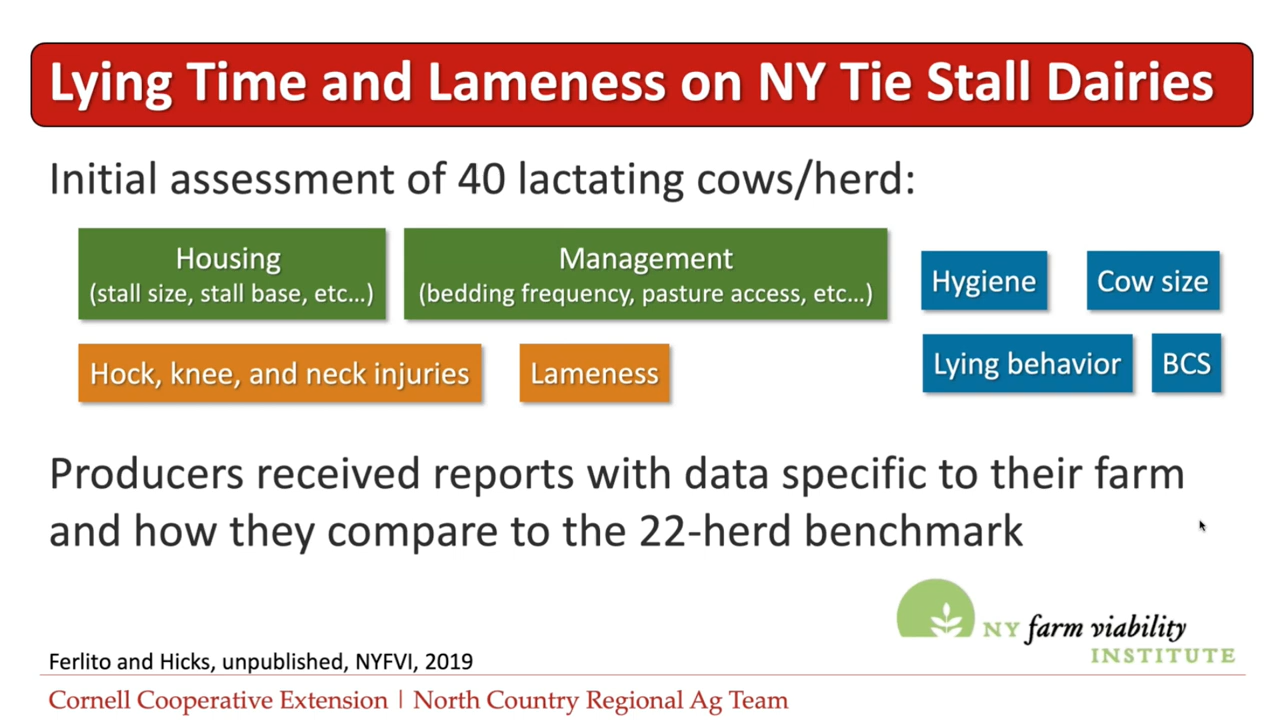 Lying Time and Lameness on NY Tie Stall Dairies
Initial assessment of 40 lactating cows/herd:
Housing
(stall size, stall base, etc…)
Management
(bedding frequency, pasture access, etc…)
Hygiene
Cow size
Hock, knee, and neck injuries
Lameness
Lying behavior
BCS
Producers received reports with data specific to their farm
and how they compare to the 22-herd benchmark
NY farm viability
INSTITUTE
Ferlito and Hicks, unpublished, NYFVI, 2019
Cornell Cooperative Extension | North Country Regional Ag Team